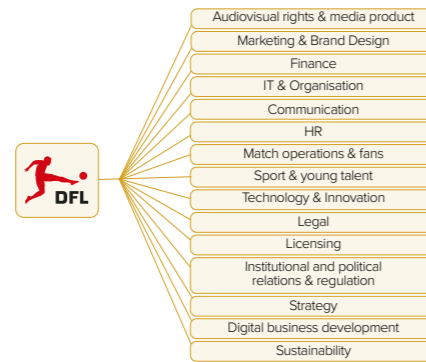 Audiovisual rights & media product
Marketing & Brand Design
Finance
IT & Organisation
Communication
HR
DFL
Match operations & fans
Sport & young talent
Technology & Innovation
Legal
Licensing
Institutional and political
relations & regulation
Strategy
Digital business development
Sustainability